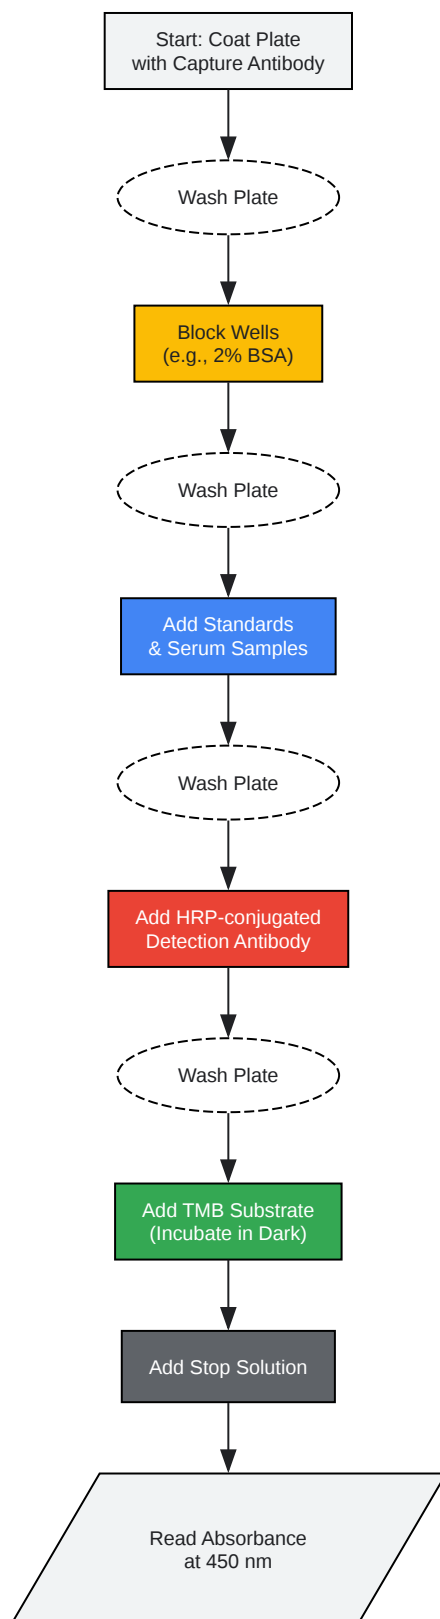 Start: Coat Plate
with Capture Antibody
Wash Plate
Block Wells
(e.g., 2% BSA)
Wash Plate
Add Standards
& Serum Samples
Wash Plate
Add HRP-conjugated
Detection Antibody
Wash Plate
Add TMB Substrate
(Incubate in Dark)
Add Stop Solution
Read Absorbance
at 450 nm